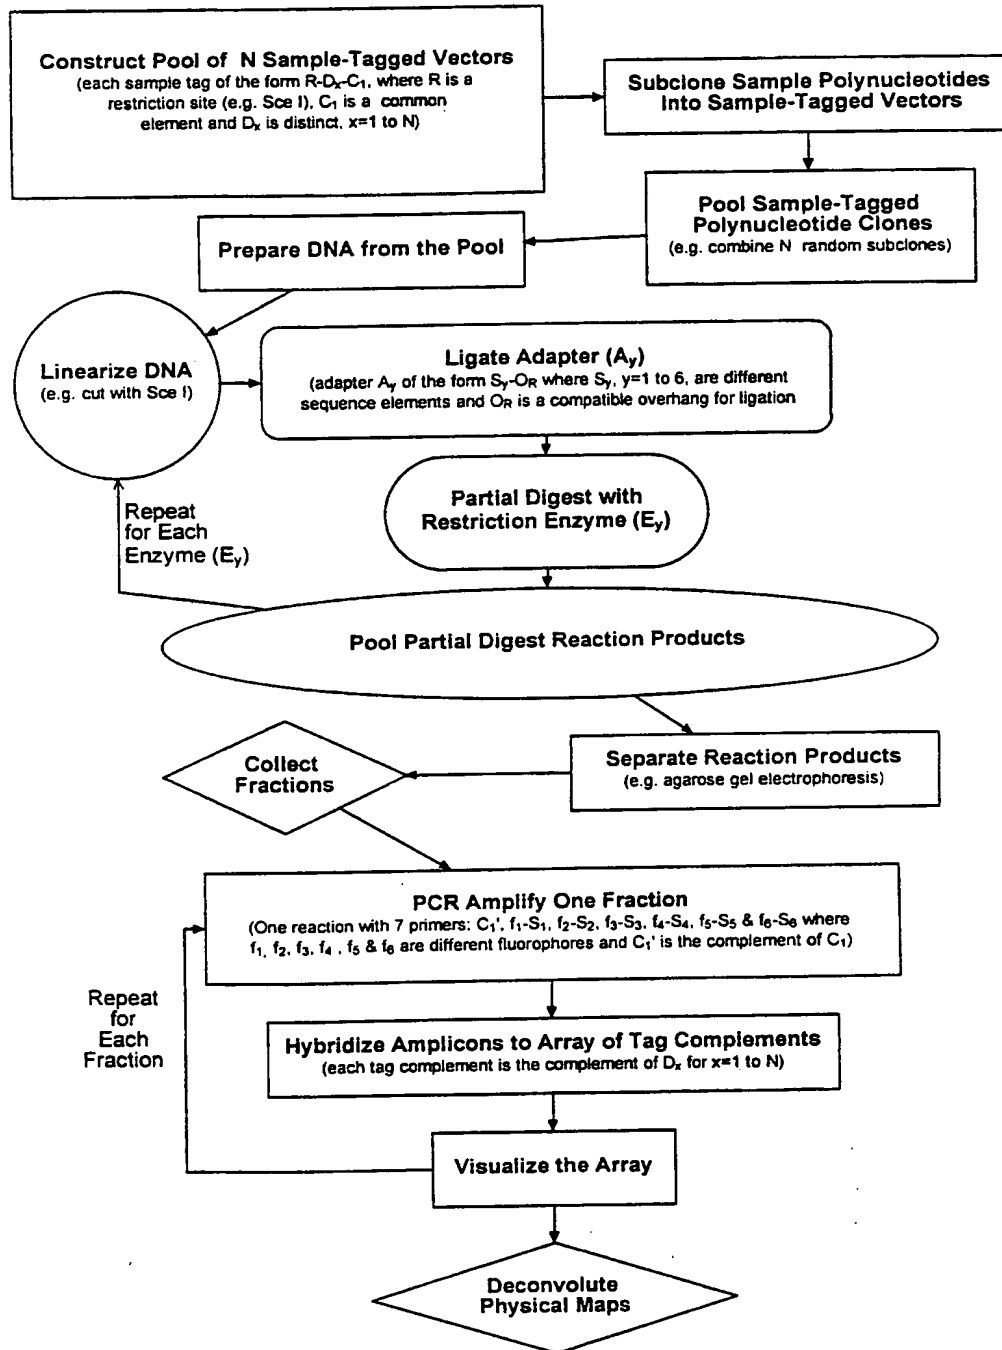 Construct Pool of N Sample-Tagged Vectors
(each sample tag of the form R-Dx-C1, where R is a
restriction site (e.g. Sce I), C1 is a common
element and Dx is distinct, x=1 to N)
Subclone Sample Polynucleotides
Into Sample-Tagged Vectors
Pool Sample-Tagged
Polynucleotide Clones
(e.g. combine N random subclones)
Prepare DNA from the Pool
Linearize DNA
(e.g. cut with Sce I)
Ligate Adapter (Ay)
(adapter Ay of the form Sy-OR where Sy, y=1 to 6, are different
sequence elements and OR is a compatible overhang for ligation
Partial Digest with
Restriction Enzyme (Ey)
Repeat
for Each
Enzyme (Ey)
Pool Partial Digest Reaction Products
Separate Reaction Products
(e.g. agarose gel electrophoresis)
Collect
Fractions
PCR Amplify One Fraction
(One reaction with 7 primers: C1', f1-S1, f2-S2, f3-S3, f4-S4, f5-S5 & f6-S6 where
f1, f2, f3, f4 , f5 & f6 are different fluorophores and C1' is the complement of C1)
Repeat
for
Each
Fraction
Hybridize Amplicons to Array of Tag Complements
(each tag complement is the complement of Dx for x=1 to N)
Visualize the Array
Deconvolute
Physical Maps